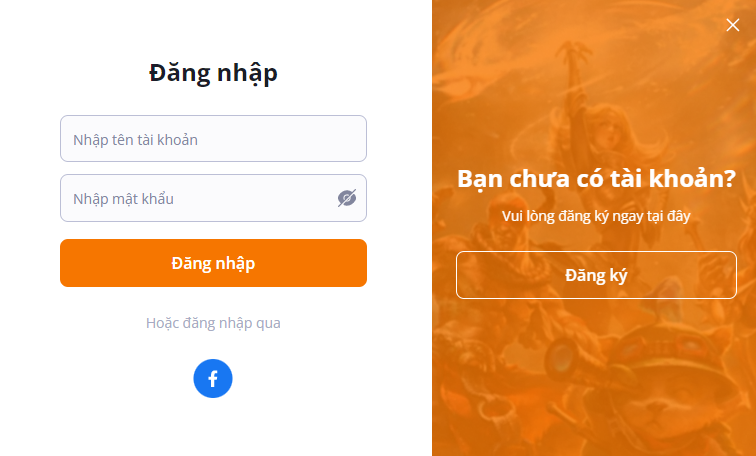 Đăng nhập
Nhập tên tài khoản
Nhập mật khẩu
Đăng nhập
Hoặc đăng nhập qua
Bạn chưa có tài khoản?
Vui lòng đăng ký ngay tại đây
Đăng ký